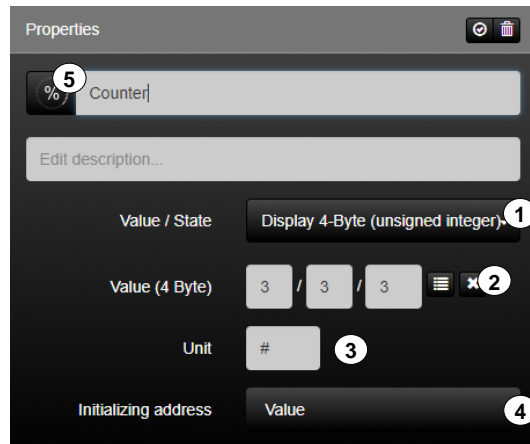 Properties
% 5 Counter
Edit description...
Value / State Display 4-Byte (unsigned integer) 1
Value (4 Byte) 3 / 3 / 3 2
Unit # 3
Initializing address Value 4